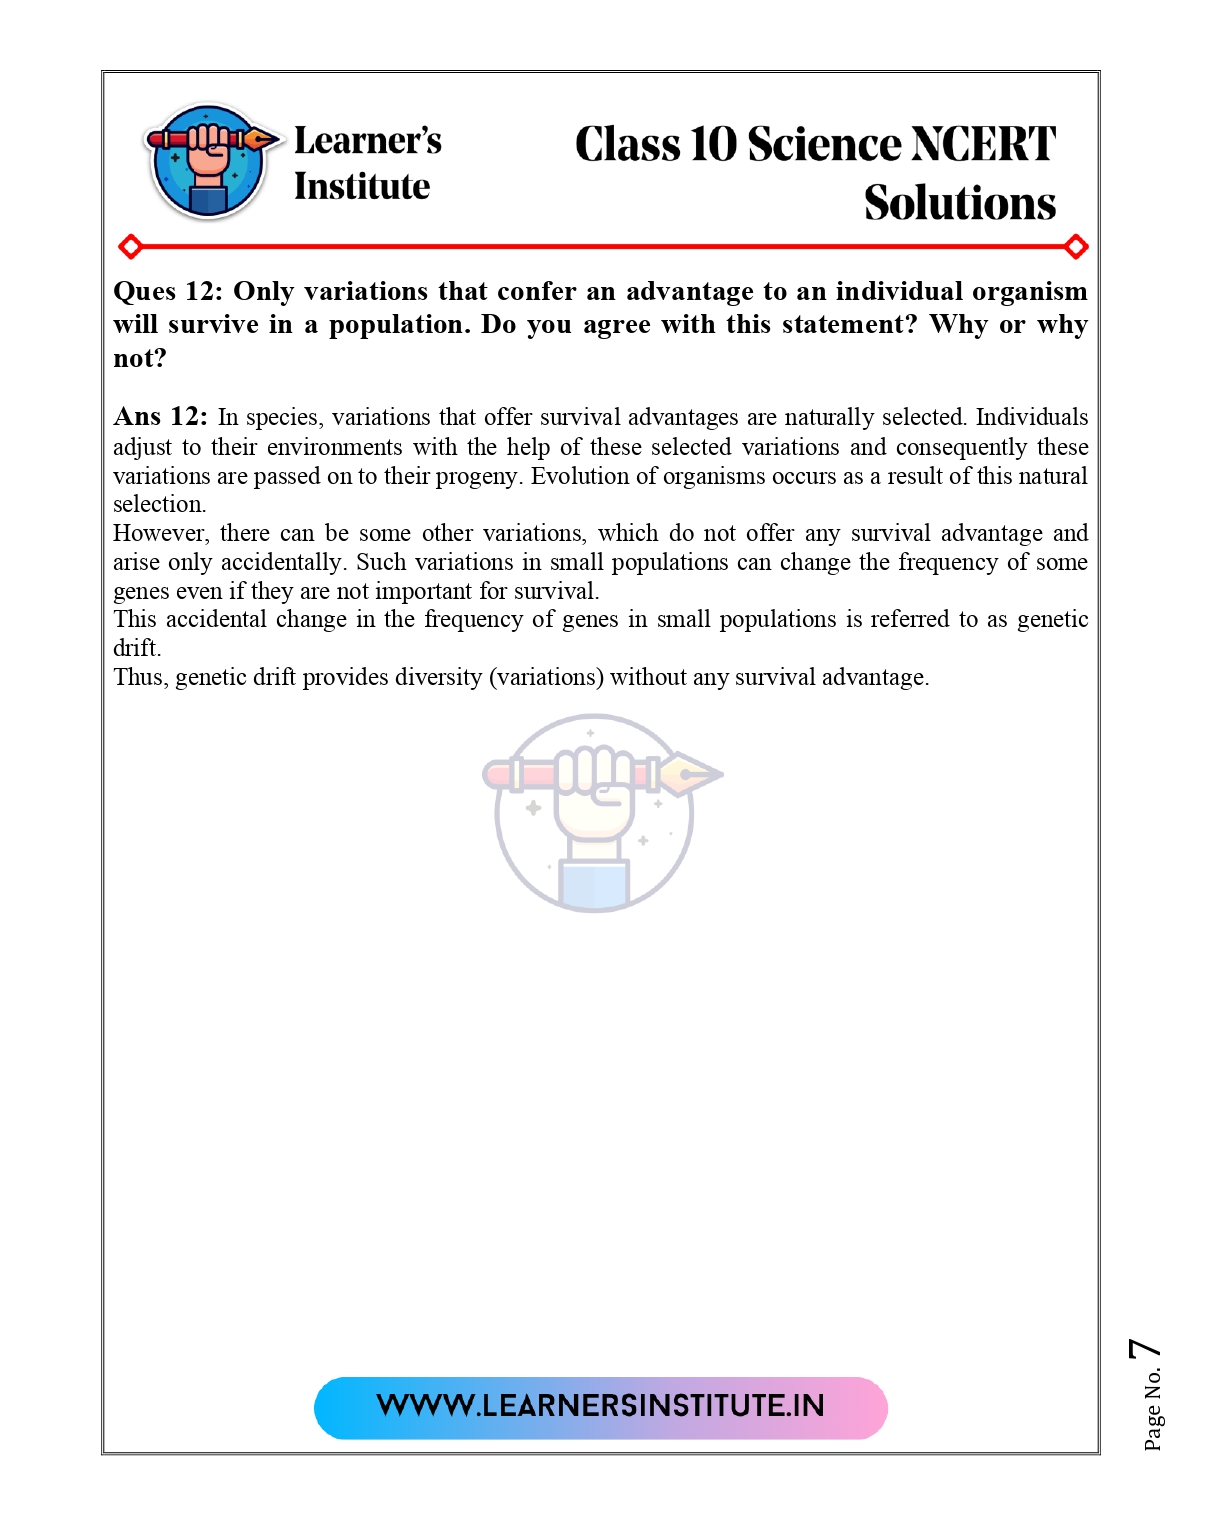 Learner's
Institute
Class 10 Science NCERT
Solutions
Ques 12: Only variations that confer an advantage to an individual organism
will survive in a population. Do you agree with this statement? Why or why
not?
Ans 12: In species, variations that offer survival advantages are naturally selected. Individuals
adjust to their environments with the help of these selected variations and consequently these
variations are passed on to their progeny. Evolution of organisms occurs as a result of this natural
selection.
However, there can be some other variations, which do not offer any survival advantage and
arise only accidentally. Such variations in small populations can change the frequency of some
genes even if they are not important for survival.
This accidental change in the frequency of genes in small populations is referred to as genetic
drift.
Thus, genetic drift provides diversity (variations) without any survival advantage.
WWW.LEARNERSINSTITUTE.IN
Page No. 7